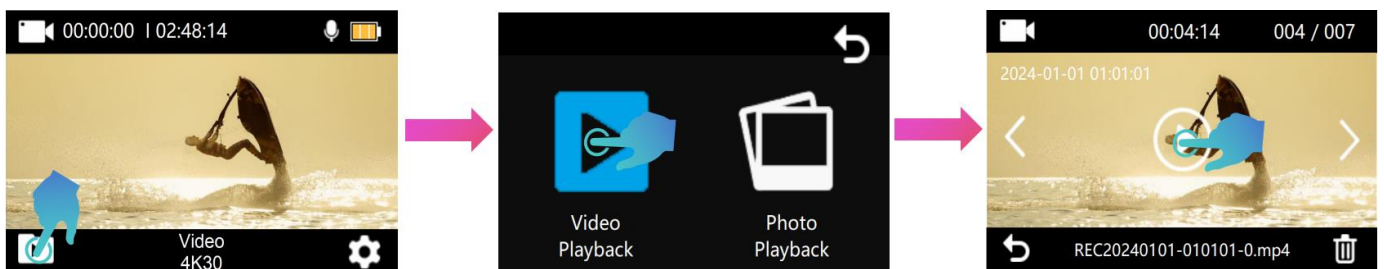 00:00:00 I 02:48:14
Video
4K30
Video
Playback
Photo
Playback
00:04:14 004 / 007
2024-01-01 01:01:01
REC20240101-010101-0.mp4